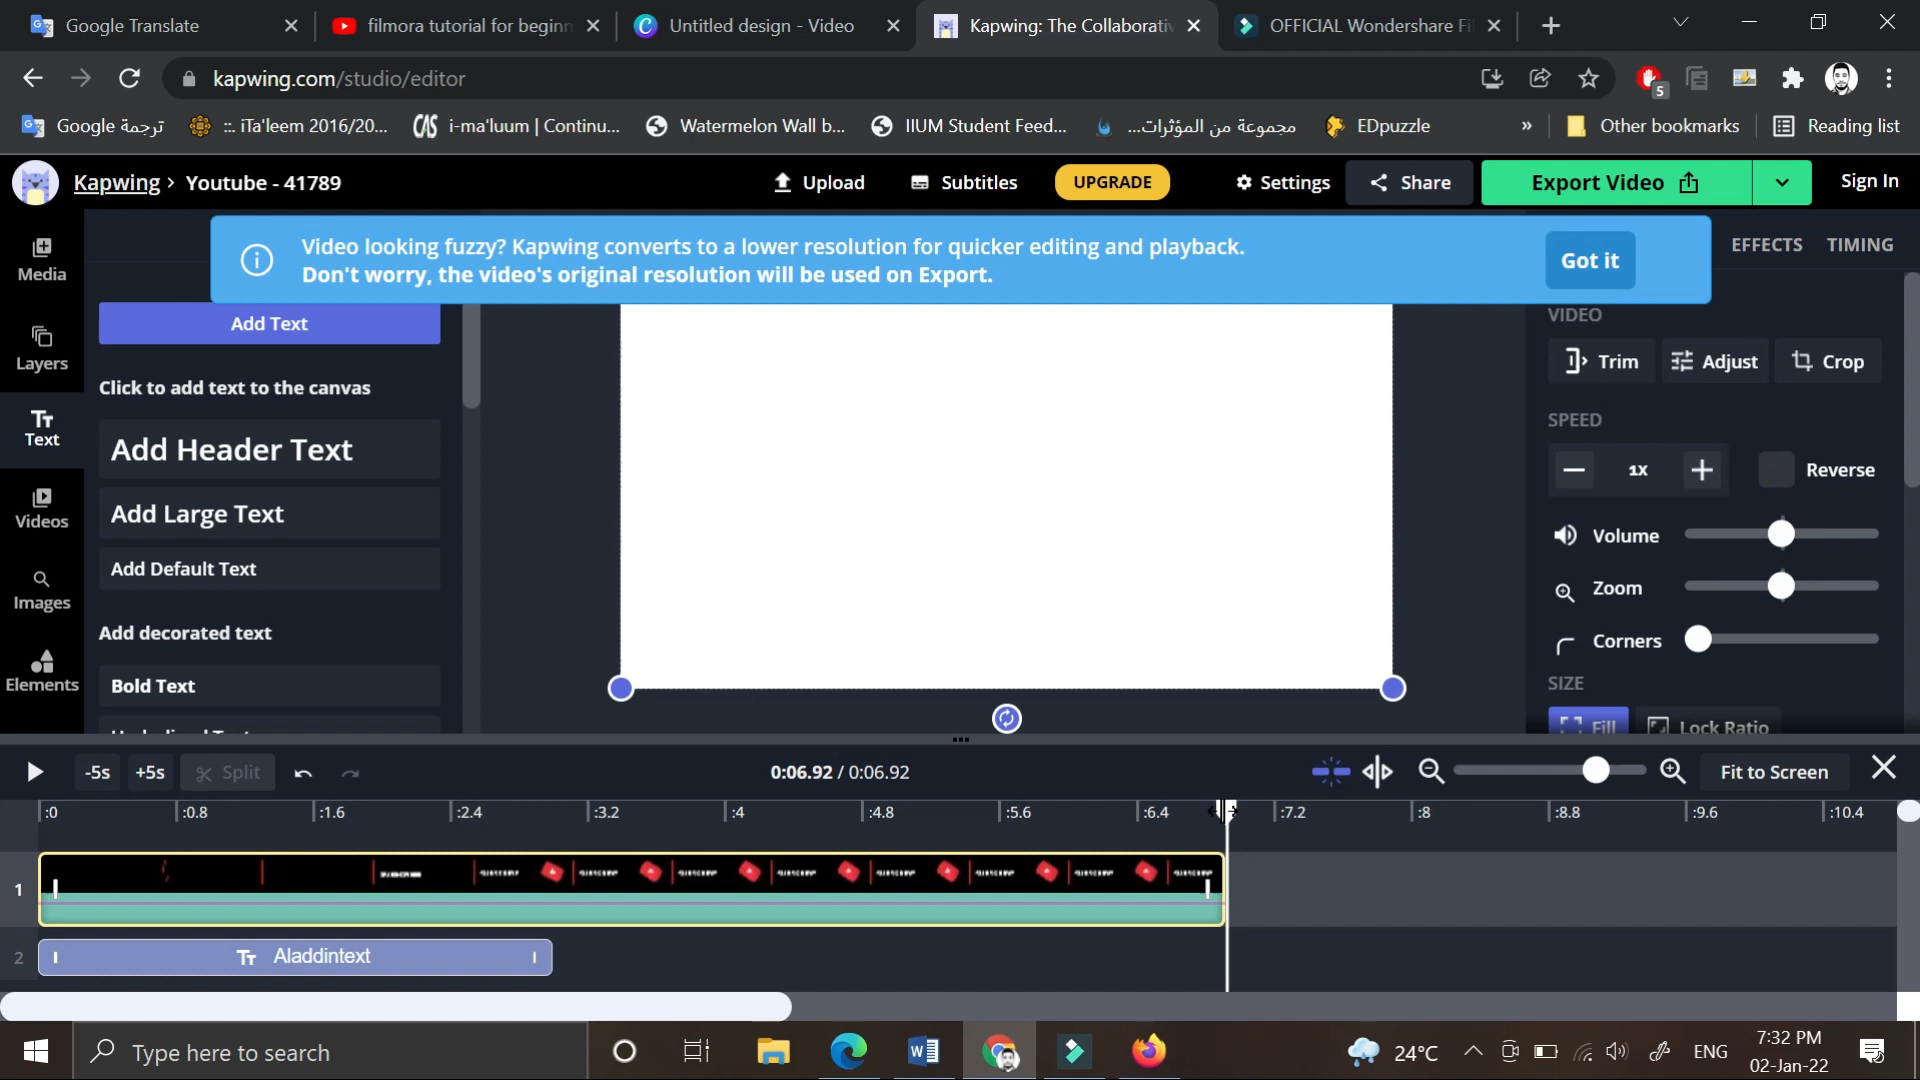 Google Translate
filmora tutorial for beginn
Untitled design - Video
Kapwing: The Collaborativ
OFFICIAL Wondershare Fil
kapwing.com/studio/editor
5
ترجمة Google
::. iTa'leem 2016/20...
CAS
i-ma'luum | Continu...
Watermelon Wall b...
IIUM Student Feed...
مجموعة من المؤثرات...
EDpuzzle
»
Other bookmarks
Reading list
Kapwing › Youtube - 41789
Upload
Subtitles
UPGRADE
Settings
Share
Export Video
Sign In
Video looking fuzzy? Kapwing converts to a lower resolution for quicker editing and playback.
Don't worry, the video's original resolution will be used on Export.
Got it
EFFECTS
TIMING
Media
Layers
Text
Videos
Images
Elements
Add Text
Click to add text to the canvas
Add Header Text
Add Large Text
Add Default Text
Add decorated text
Bold Text
VIDEO
Trim
Adjust
Crop
SPEED
1X
Reverse
Volume
Zoom
Corners
SIZE
Fill
Lock Ratio
-5s
+5s
Split
0:06.92 / 0:06.92
Fit to Screen
:0 :0.8 :1.6 :2.4 :3.2 :4 :4.8 :5.6 :6.4 :7.2 :8 :8.8 :9.6 :10.4
1
2
Tт Aladdintext
Type here to search
24°C
ENG
7:32 PM
02-Jan-22